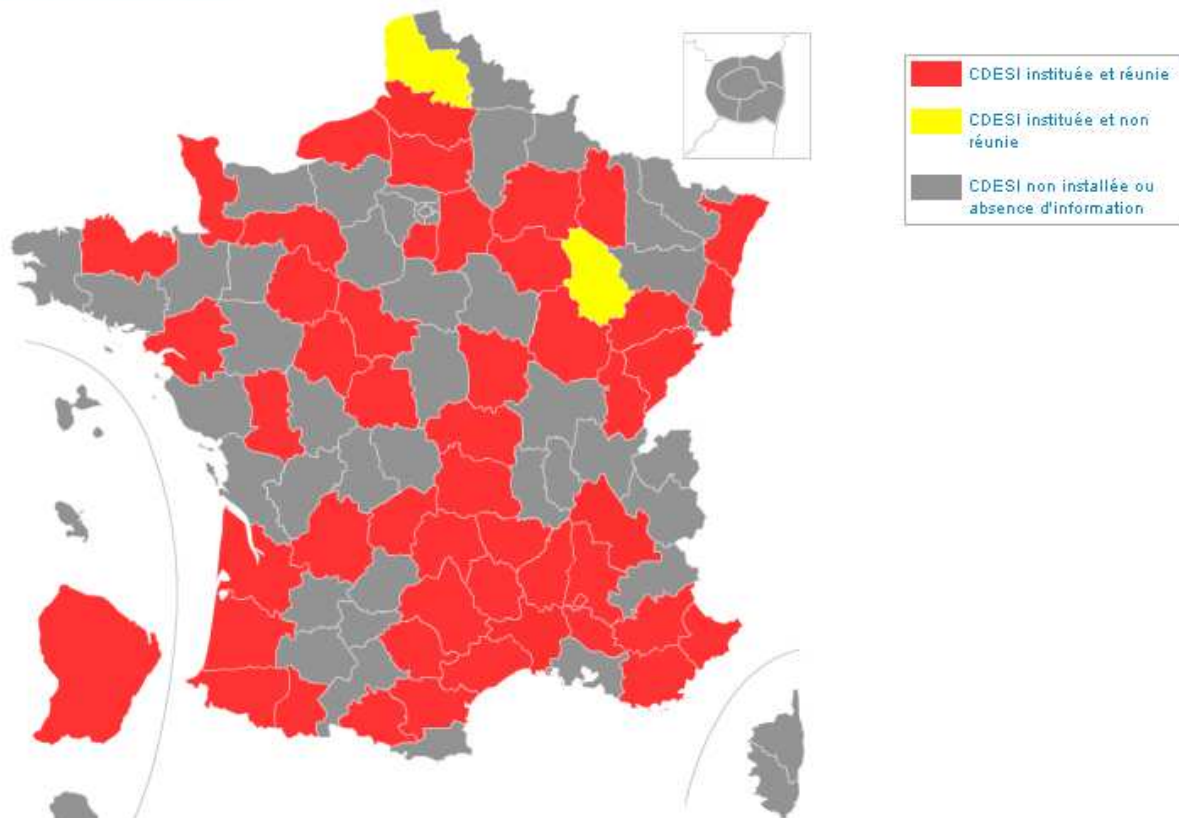 CDESI instituée et réunie
CDESI instituée et non
réunie
CDESI non installée ou
absence d'information